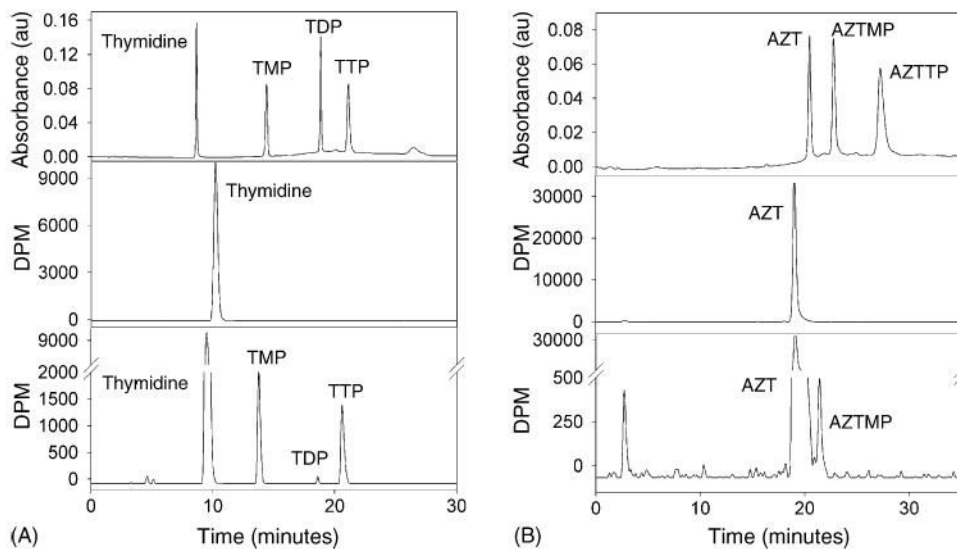 Absorbance (au)
0.16
0.12
0.08
0.04
0.00
Thymidine
TMP
TDP
TTP
DPM
9000
6000
3000
0
Thymidine
DPM
9000
2000
1500
1000
500
0
Thymidine
TMP
TDP
TTP
0 10 20 30
(A) Time (minutes)
Absorbance (au)
0.08
0.06
0.04
0.02
0.00
AZT
AZTMP
AZTTP
DPM
30000
20000
10000
0
AZT
DPM
30000
500
250
0
AZT
AZTMP
0 10 20 30
(B) Time (minutes)